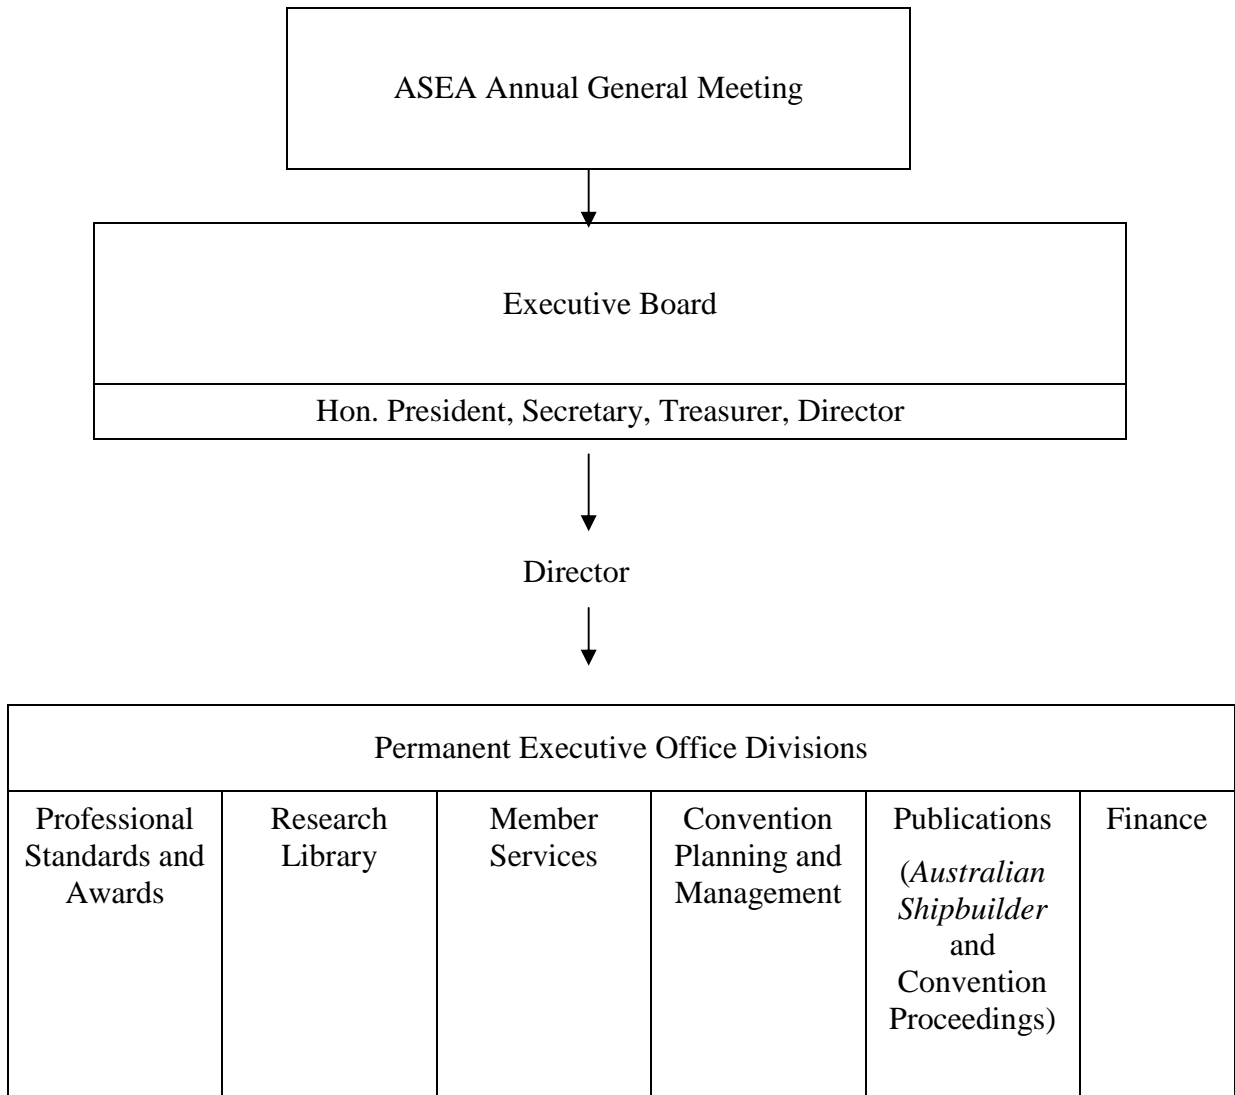 ASEA Annual General Meeting
Executive Board
Hon. President, Secretary, Treasurer, Director
Director
Permanent Executive Office Divisions
Professional
Standards and
Awards
Research
Library
Member
Services
Convention
Planning and
Management
Publications
(Australian
Shipbuilder
and
Convention
Proceedings)
Finance